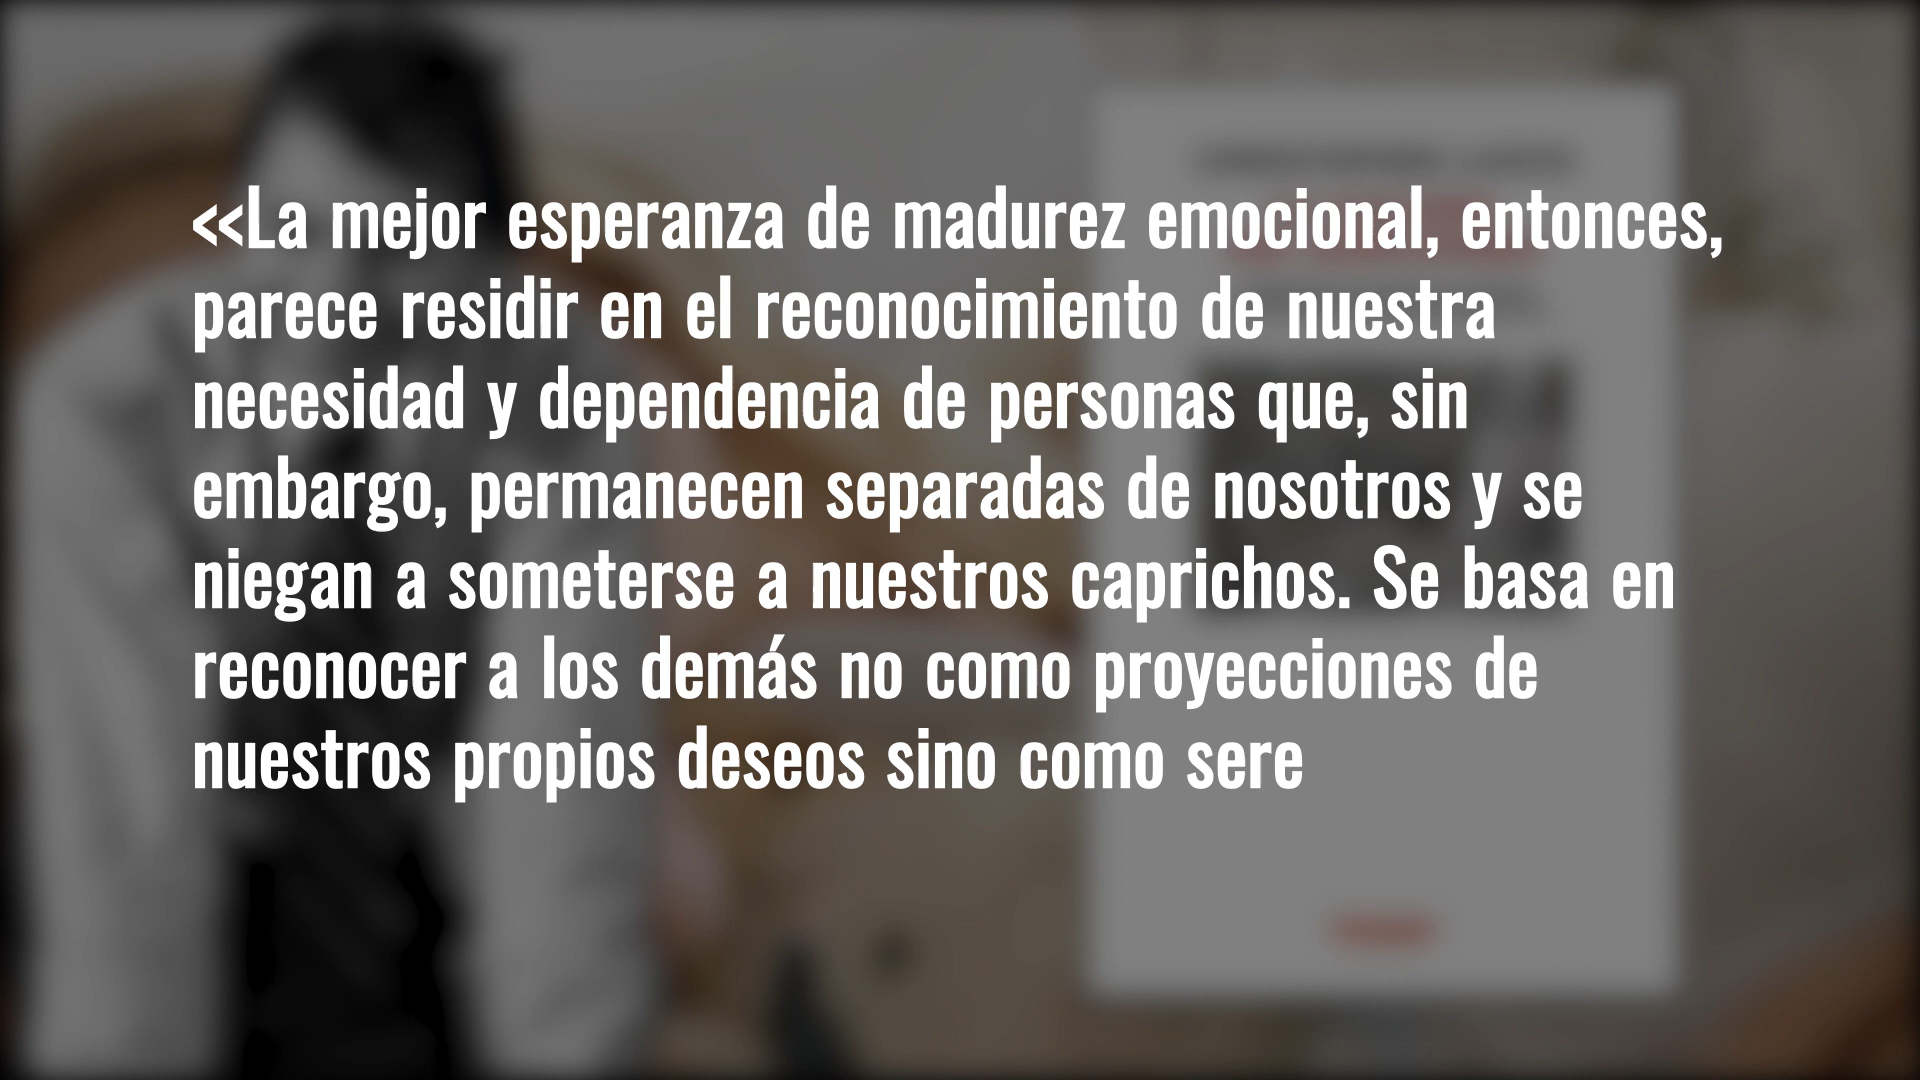 «La mejor esperanza de madurez emocional, entonces,
parece residir en el reconocimiento de nuestra
necesidad y dependencia de personas que, sin
embargo, permanecen separadas de nosotros y se
niegan a someterse a nuestros caprichos. Se basa en
reconocer a los demás no como proyecciones de
nuestros propios deseos sino como sere